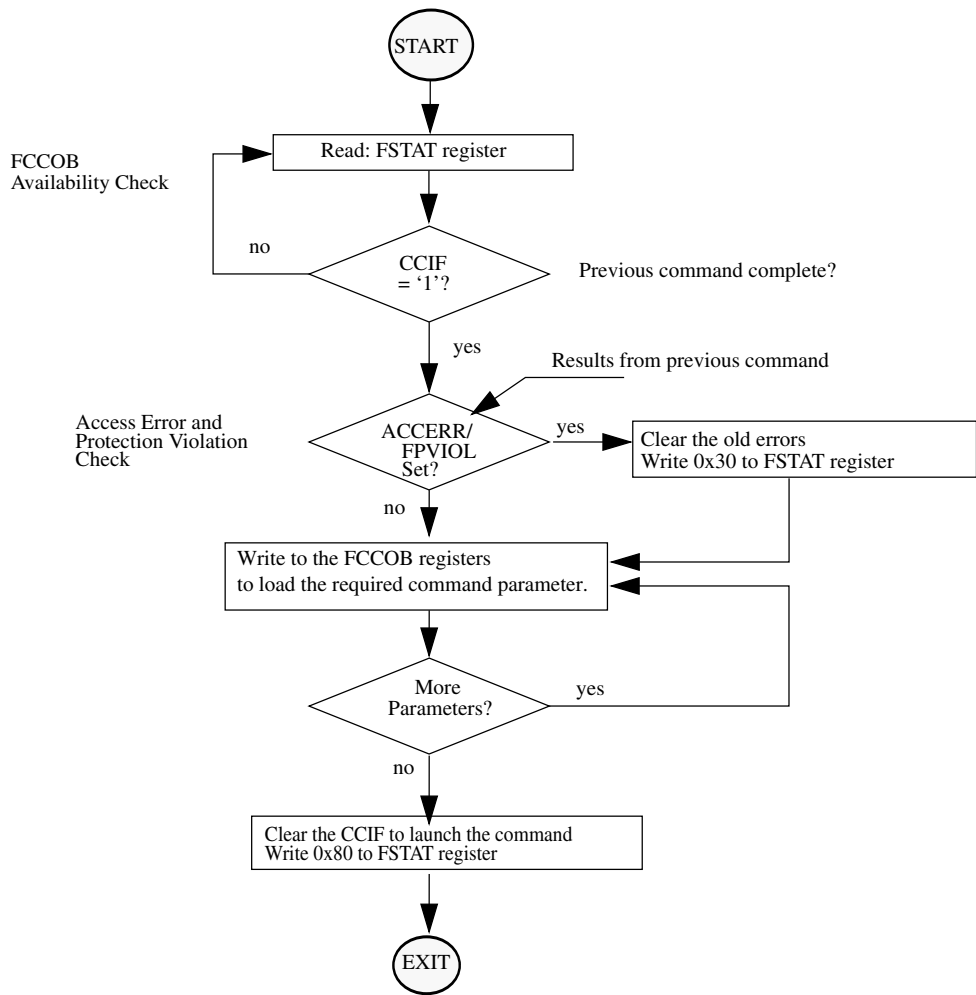 START
Read: FSTAT register
FCCOB
Availability Check
no
CCIF
= ‘1’?
Previous command complete?
yes
Results from previous command
Access Error and
Protection Violation
Check
ACCERR/
FPVIOL
Set?
yes
Clear the old errors
Write 0x30 to FSTAT register
no
Write to the FCCOB registers
to load the required command parameter.
More
Parameters?
yes
no
Clear the CCIF to launch the command
Write 0x80 to FSTAT register
EXIT